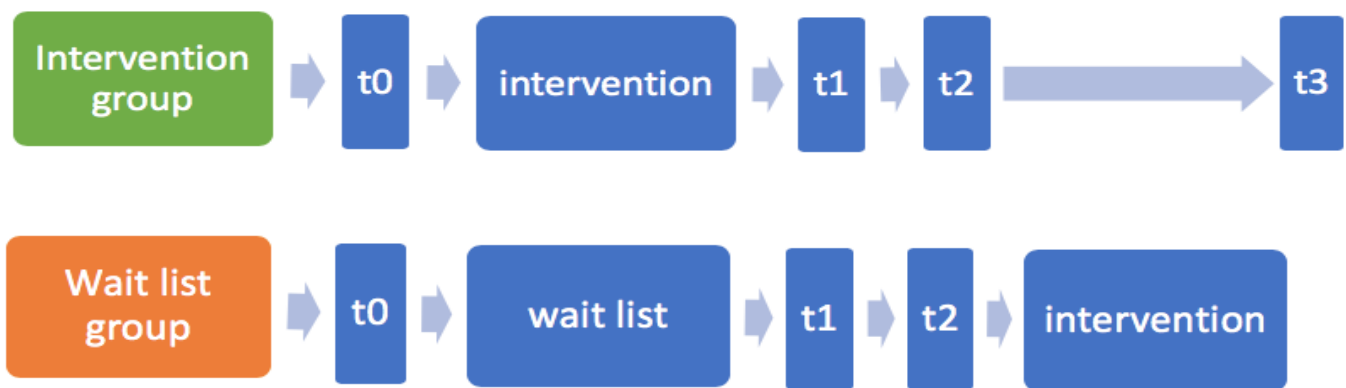 Intervention
group
t0
intervention
t1
t2
t3
Wait list
group
t0
wait list
t1
t2
intervention